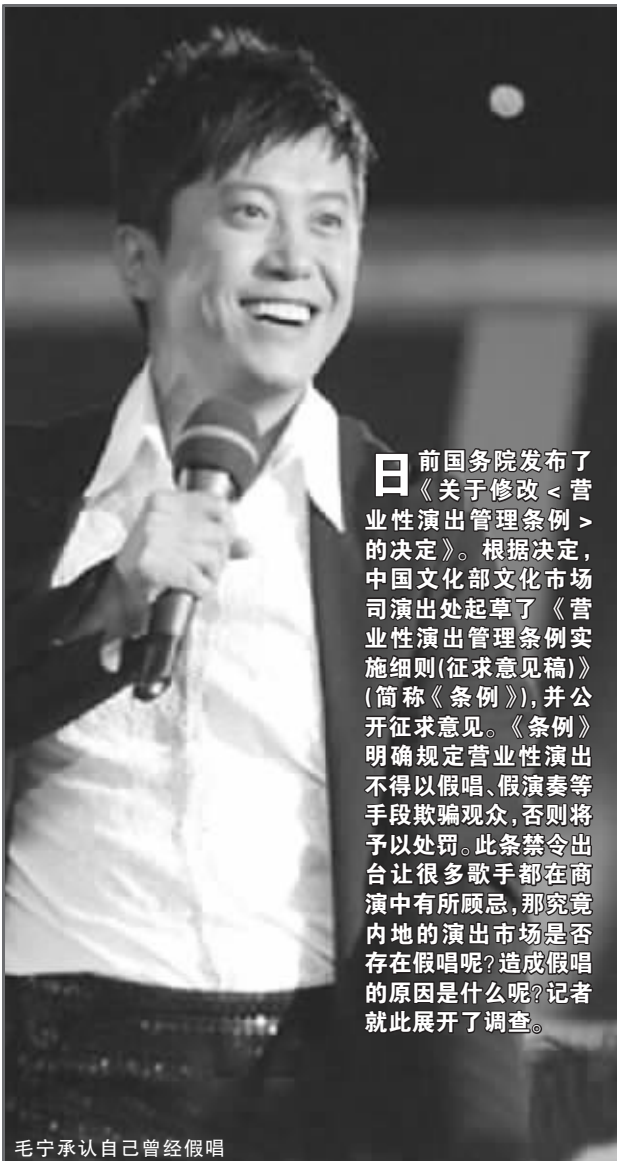 日前国务院发布了
《关于修改<营
业性演出管理条例>
的决定》。根据决定，
中国文化部文化市场
司演出处起草了《营
业性演出管理条例实
施细则(征求意见稿)》
(简称《条例》),并公
开征求意见。《条例》
明确规定营业性演出
不得以假唱、假演奏等
手段欺骗观众,否则将
予以处罚。此条禁令出
台让很多歌手都在商
演中有所顾忌,那究竟
内地的演出市场是否
存在假唱呢?造成假唱
的原因是什么呢?记者
就此展开了调查。
毛宁承认自己曾经假唱